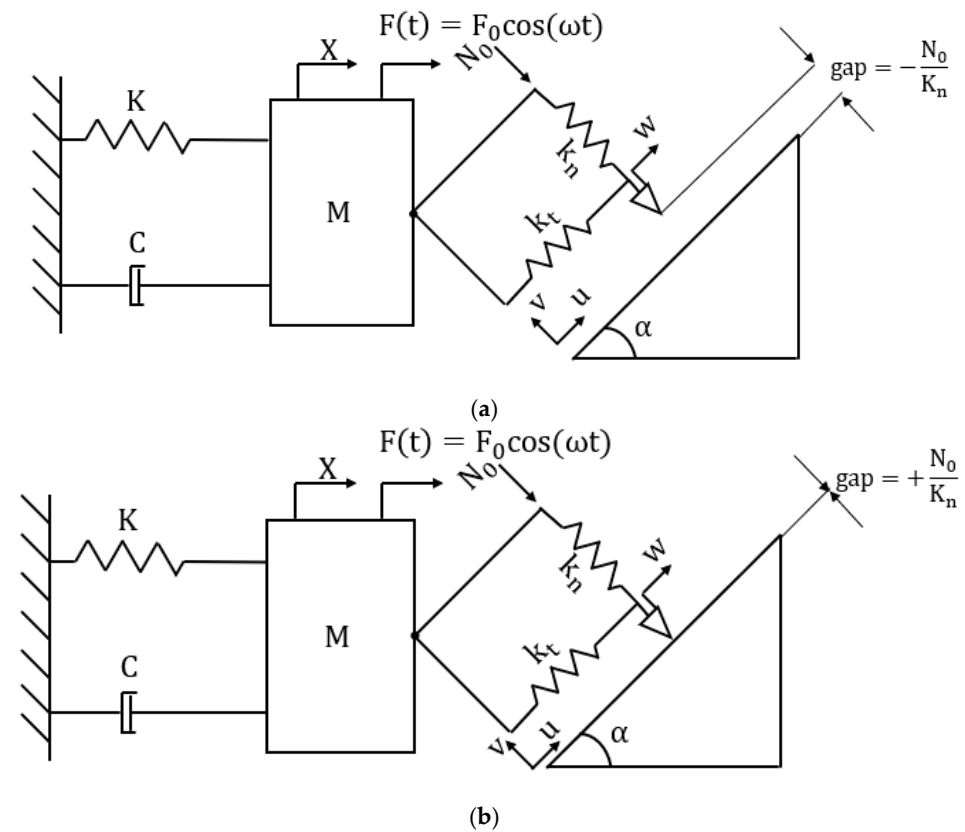 F(t) = F₀cos(ωt)
X
N₀
gap = −N₀/Kₙ
K
w
kₙ
M
kₜ
C
v
u
α
(a)
F(t) = F₀cos(ωt)
X
N₀
gap = +N₀/Kₙ
K
w
kₙ
M
kₜ
C
v
u
α
(b)